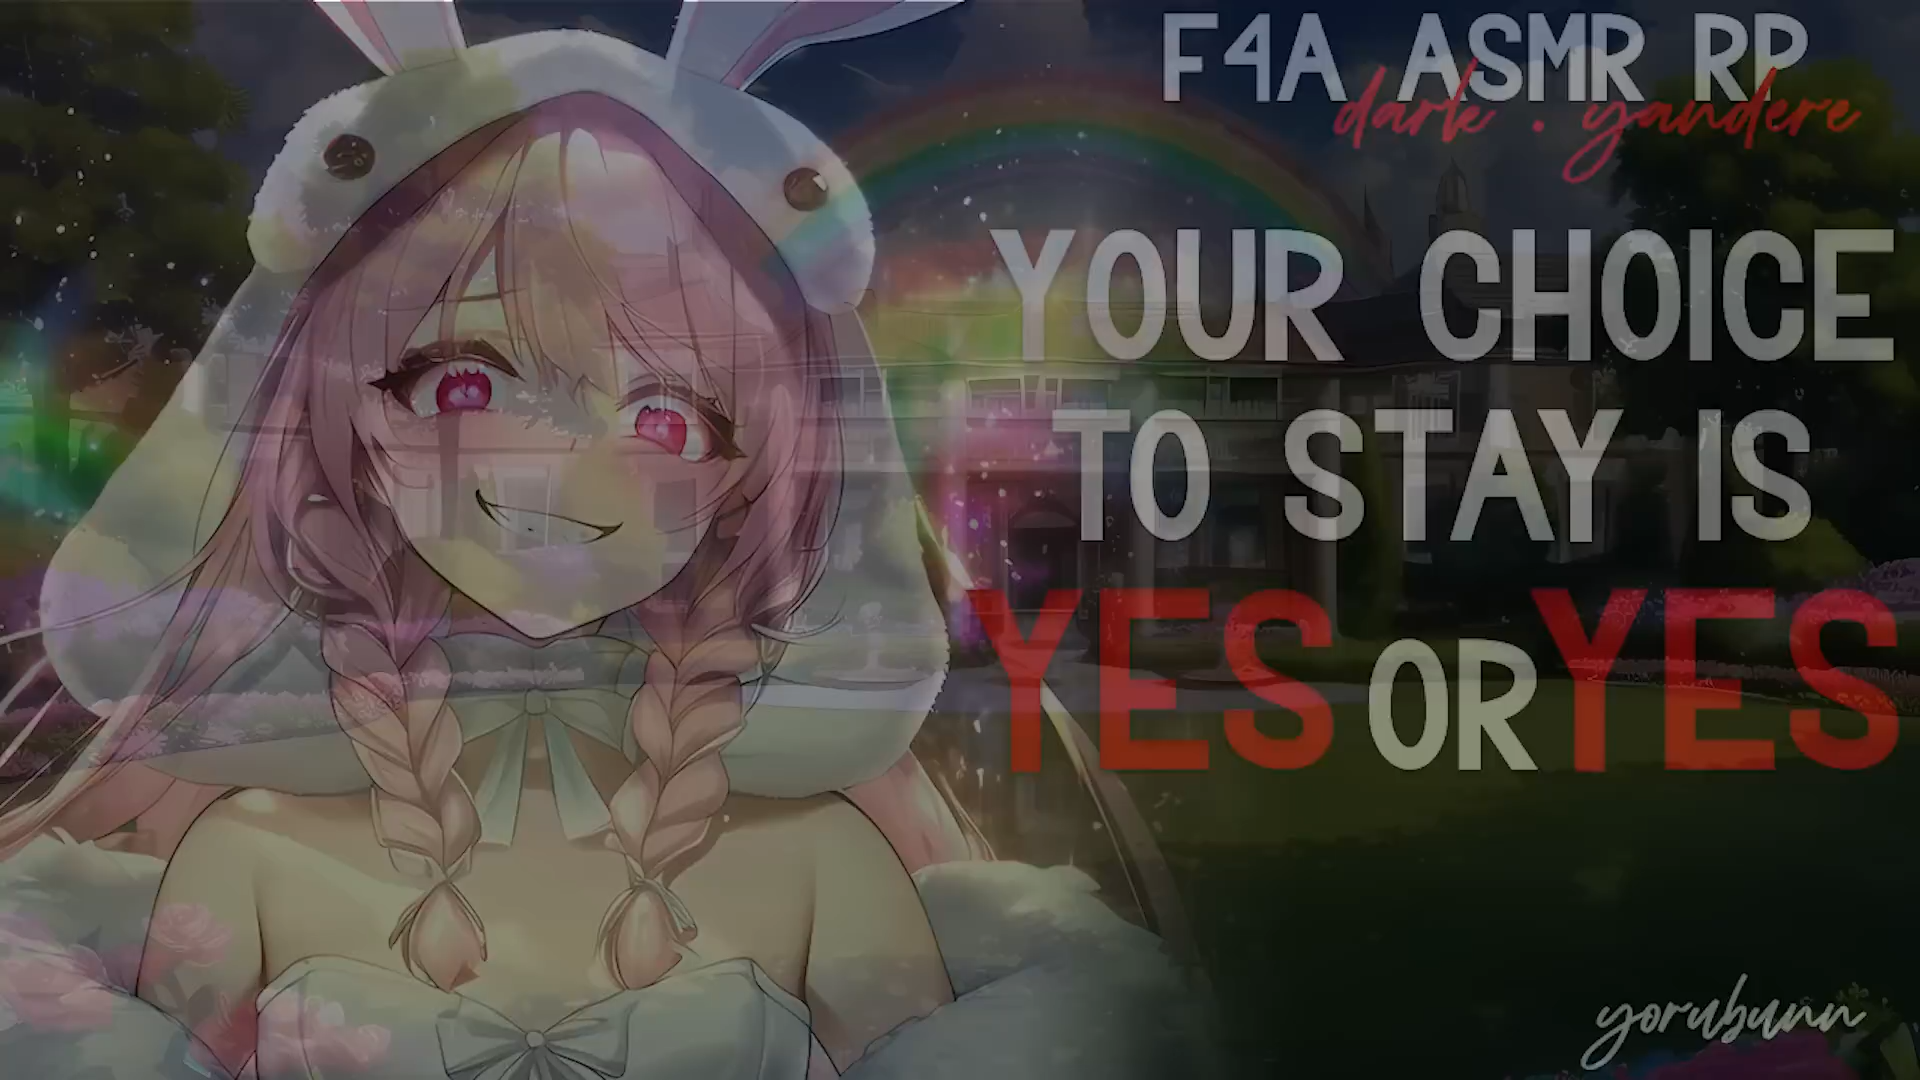 F4A ASMR RP
dark . yandere
YOUR CHOICE
TO STAY IS
YES OR YES
yorubunn